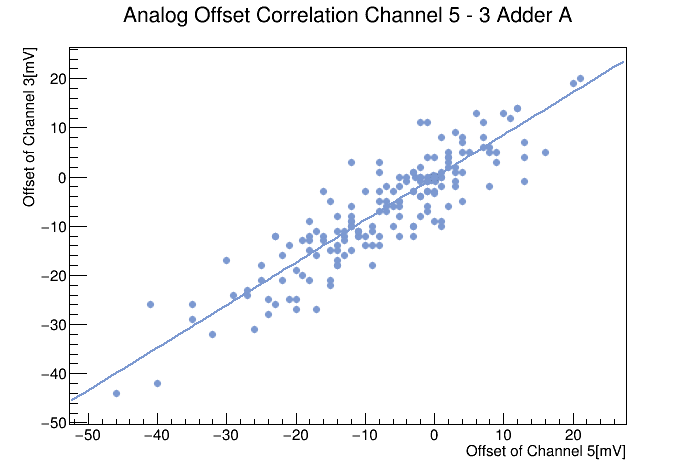 Analog Offset Correlation Channel 5 - 3 Adder A
Offset of Channel 3[mV]
20
10
0
−10
−20
−30
−40
−50
−50 −40 −30 −20 −10 0 10 20
Offset of Channel 5[mV]